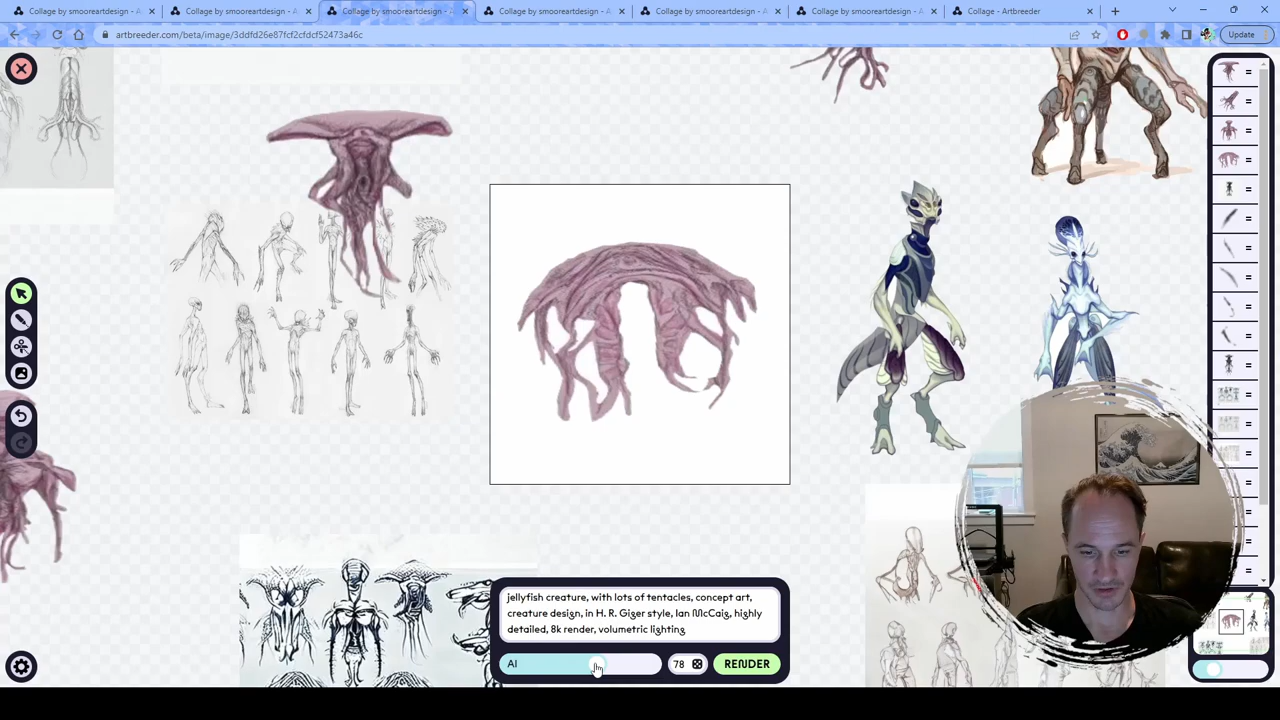 Collage by smooreartdesign - A
Collage by smooreartdesign - A
Collage by smooreartdesign - A
Collage by smooreartdesign - A
Collage by smooreartdesign - A
Collage by smooreartdesign - A
Collage - Artbreeder
artbreeder.com/beta/image/3ddfd26e87fcf2cfdcf52473a46c
Update
jellyfish creature, with lots of tentacles, concept art,
creature design, in H. R. Giger style, Ian McCaig, highly
detailed, 8k render, volumetric lighting
AI
78
RENDER